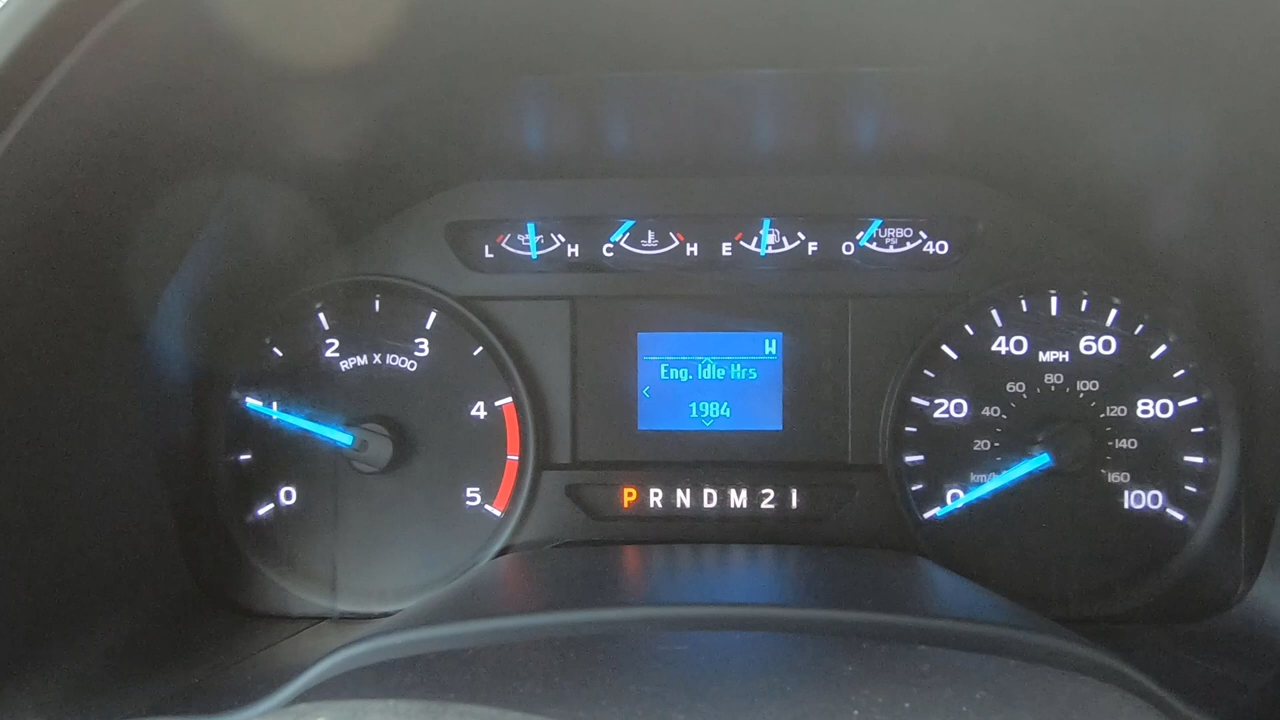 L H C H E F 0 TURBO PSI 40
2 3
RPM X 1000
1 4
0 5
W
Eng. Idle Hrs
<
1984
P R N D M 2 1
40 MPH 60
20 80
0 100
60 80 100
40 120
20 140
km/h 160